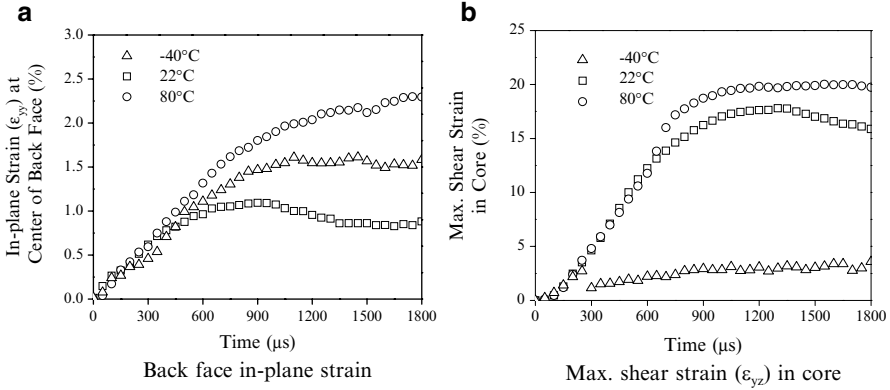 a
In-plane Strain (εyy) at
Center of Back Face (%)
3.0
2.5
2.0
1.5
1.0
0.5
0.0
-40°C
22°C
80°C
0 300 600 900 1200 1500 1800
Time (μs)
Back face in-plane strain
b
Max. Shear Strain
in Core (%)
25
20
15
10
5
0
-40°C
22°C
80°C
0 300 600 900 1200 1500 1800
Time (μs)
Max. shear strain (εyz) in core